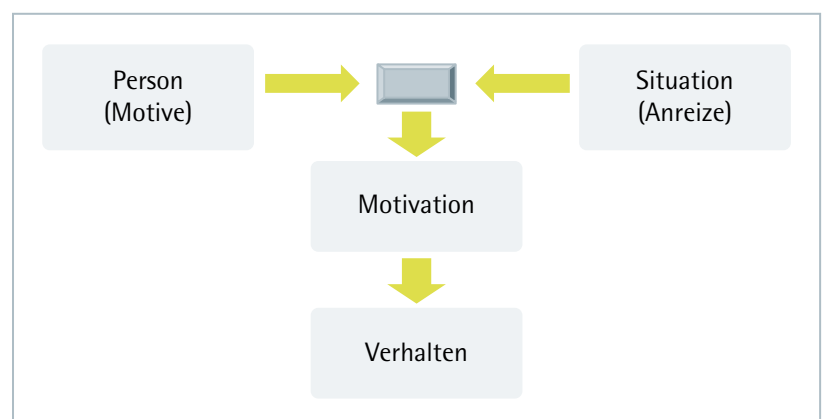 Person
(Motive)
Situation
(Anreize)
Motivation
Verhalten